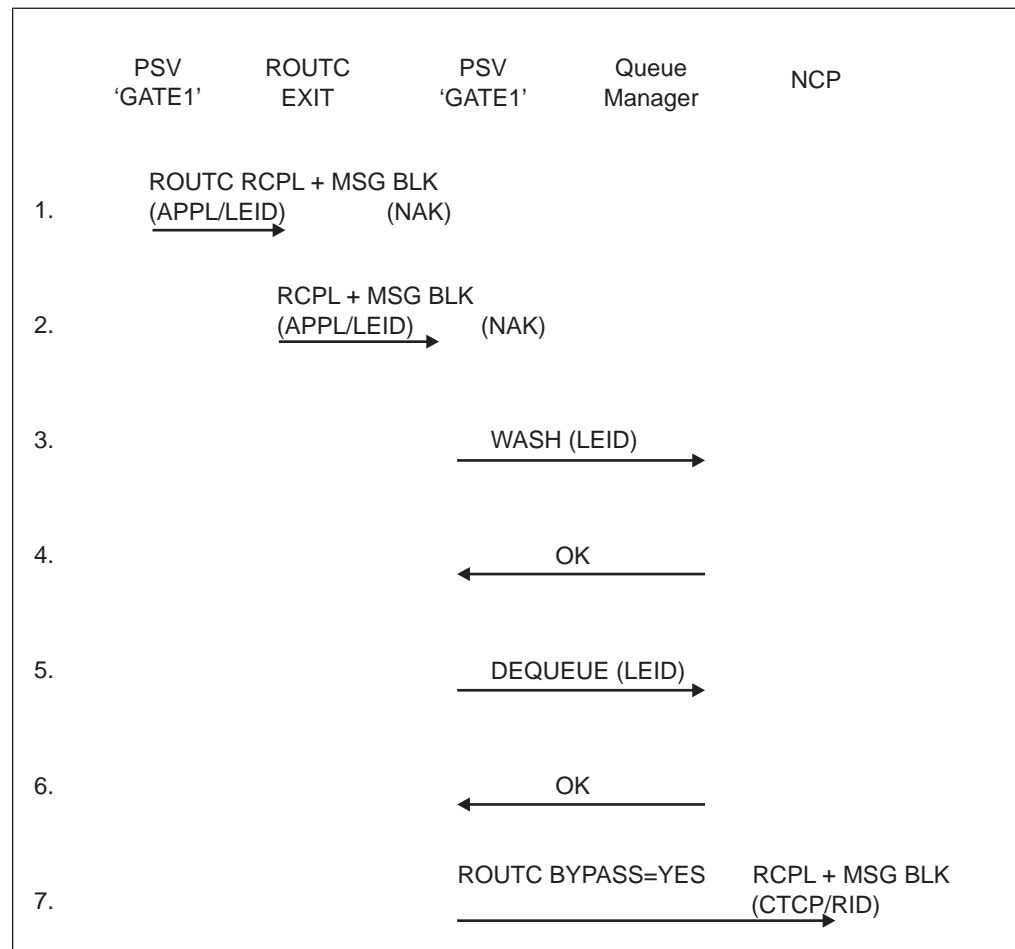 PSV ROUTC PSV Queue NCP
‘GATE1’ EXIT ‘GATE1’ Manager
ROUTC RCPL + MSG BLK
1. (APPL/LEID) (NAK)
RCPL + MSG BLK
2. (APPL/LEID) (NAK)
3. WASH (LEID)
4. OK
5. DEQUEUE (LEID)
6. OK
ROUTC BYPASS=YES RCPL + MSG BLK
7. (CTCP/RID)